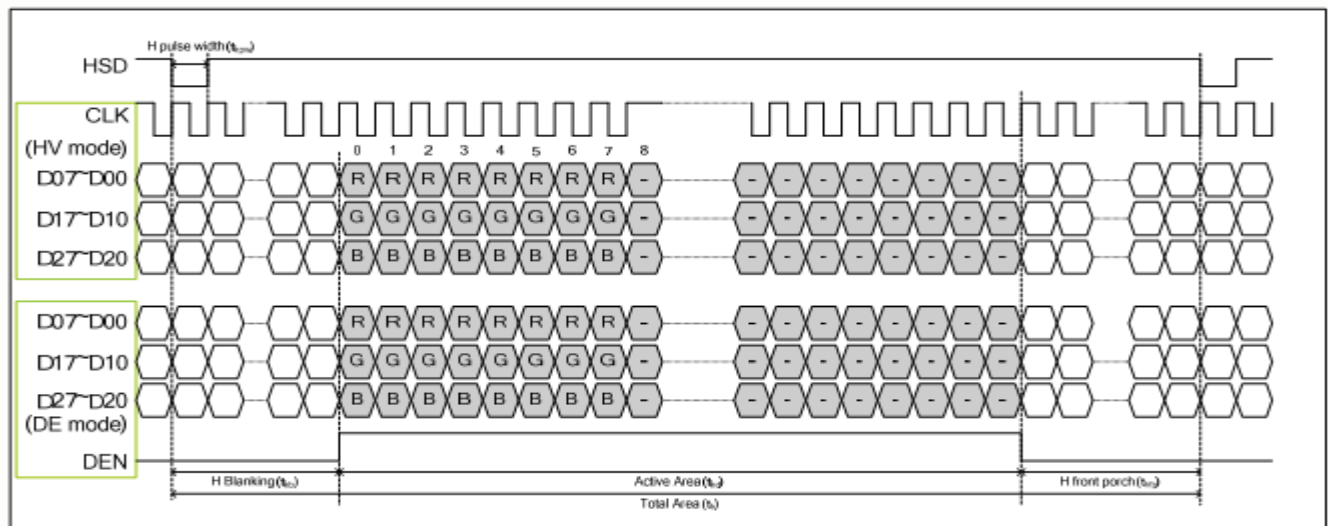 H pulse width
HSD
CLK
(HV mode)
0 1 2 3 4 5 6 7 8
D07~D00 R R R R R R R R - - - - - - - - -
D17~D10 G G G G G G G G - - - - - - - - -
D27~D20 B B B B B B B B - - - - - - - - -
D07~D00 R R R R R R R R - - - - - - - - -
D17~D10 G G G G G G G G - - - - - - - - -
D27~D20 B B B B B B B B - - - - - - - - -
(DE mode)
DEN
H Blanking Active Area H front porch
Total Area